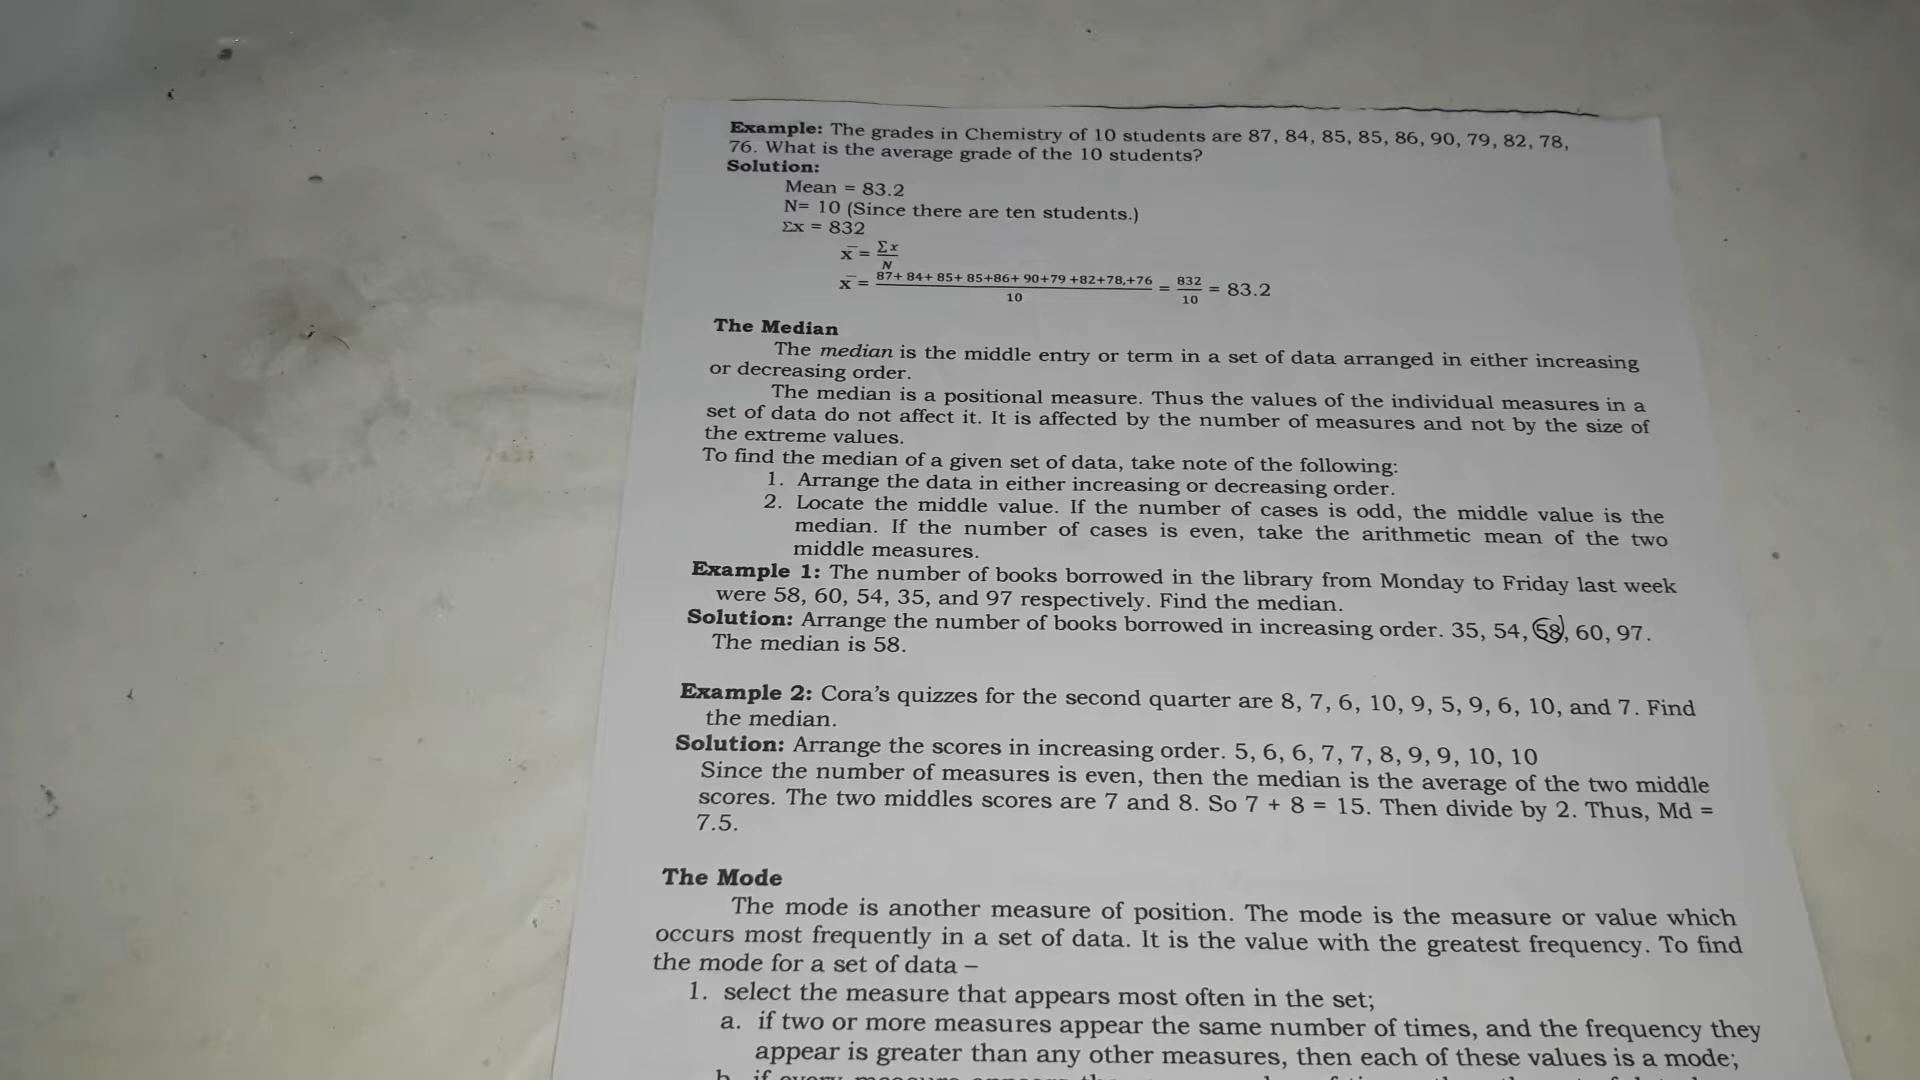 Example: The grades in Chemistry of 10 students are 87, 84, 85, 85, 86, 90, 79, 82, 78,
76. What is the average grade of the 10 students?
Solution:
Mean = 83.2
N= 10 (Since there are ten students.)
Σx = 832
x̄ = Σx / N
x̄ = 87+ 84+ 85+ 85+86+ 90+79 +82+78,+76 / 10 = 832 / 10 = 83.2
The Median
The median is the middle entry or term in a set of data arranged in either increasing
or decreasing order.
The median is a positional measure. Thus the values of the individual measures in a
set of data do not affect it. It is affected by the number of measures and not by the size of
the extreme values.
To find the median of a given set of data, take note of the following:
1. Arrange the data in either increasing or decreasing order.
2. Locate the middle value. If the number of cases is odd, the middle value is the
median. If the number of cases is even, take the arithmetic mean of the two
middle measures.
Example 1: The number of books borrowed in the library from Monday to Friday last week
were 58, 60, 54, 35, and 97 respectively. Find the median.
Solution: Arrange the number of books borrowed in increasing order. 35, 54, 58, 60, 97.
The median is 58.
Example 2: Cora's quizzes for the second quarter are 8, 7, 6, 10, 9, 5, 9, 6, 10, and 7. Find
the median.
Solution: Arrange the scores in increasing order. 5, 6, 6, 7, 7, 8, 9, 9, 10, 10
Since the number of measures is even, then the median is the average of the two middle
scores. The two middles scores are 7 and 8. So 7 + 8 = 15. Then divide by 2. Thus, Md =
7.5.
The Mode
The mode is another measure of position. The mode is the measure or value which
occurs most frequently in a set of data. It is the value with the greatest frequency. To find
the mode for a set of data –
1. select the measure that appears most often in the set;
a. if two or more measures appear the same number of times, and the frequency they
appear is greater than any other measures, then each of these values is a mode;